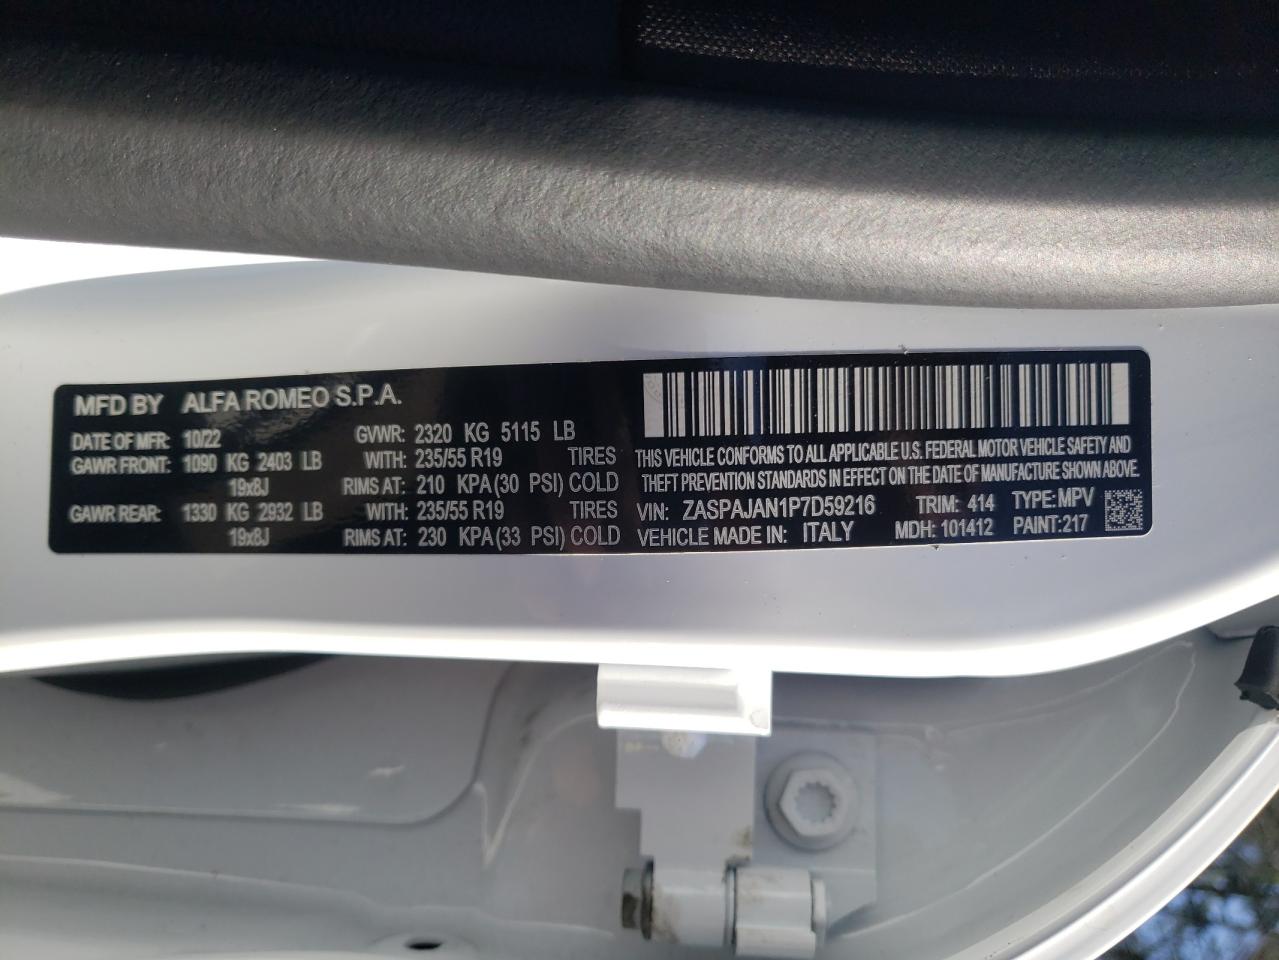 MFD BY ALFA ROMEO S.P.A.
DATE OF MFR: 10/22 GVWR: 2320 KG 5115 LB
GAWR FRONT: 1090 KG 2403 LB WITH: 235/55 R19 TIRES
19x8J RIMS AT: 210 KPA(30 PSI) COLD
GAWR REAR: 1330 KG 2932 LB WITH: 235/55 R19 TIRES
19x8J RIMS AT: 230 KPA(33 PSI) COLD
THIS VEHICLE CONFORMS TO ALL APPLICABLE U.S. FEDERAL MOTOR VEHICLE SAFETY AND
THEFT PREVENTION STANDARDS IN EFFECT ON THE DATE OF MANUFACTURE SHOWN ABOVE.
VIN: ZASPAJAN1P7D59216 TRIM: 414 TYPE: MPV
VEHICLE MADE IN: ITALY MDH: 101412 PAINT:217